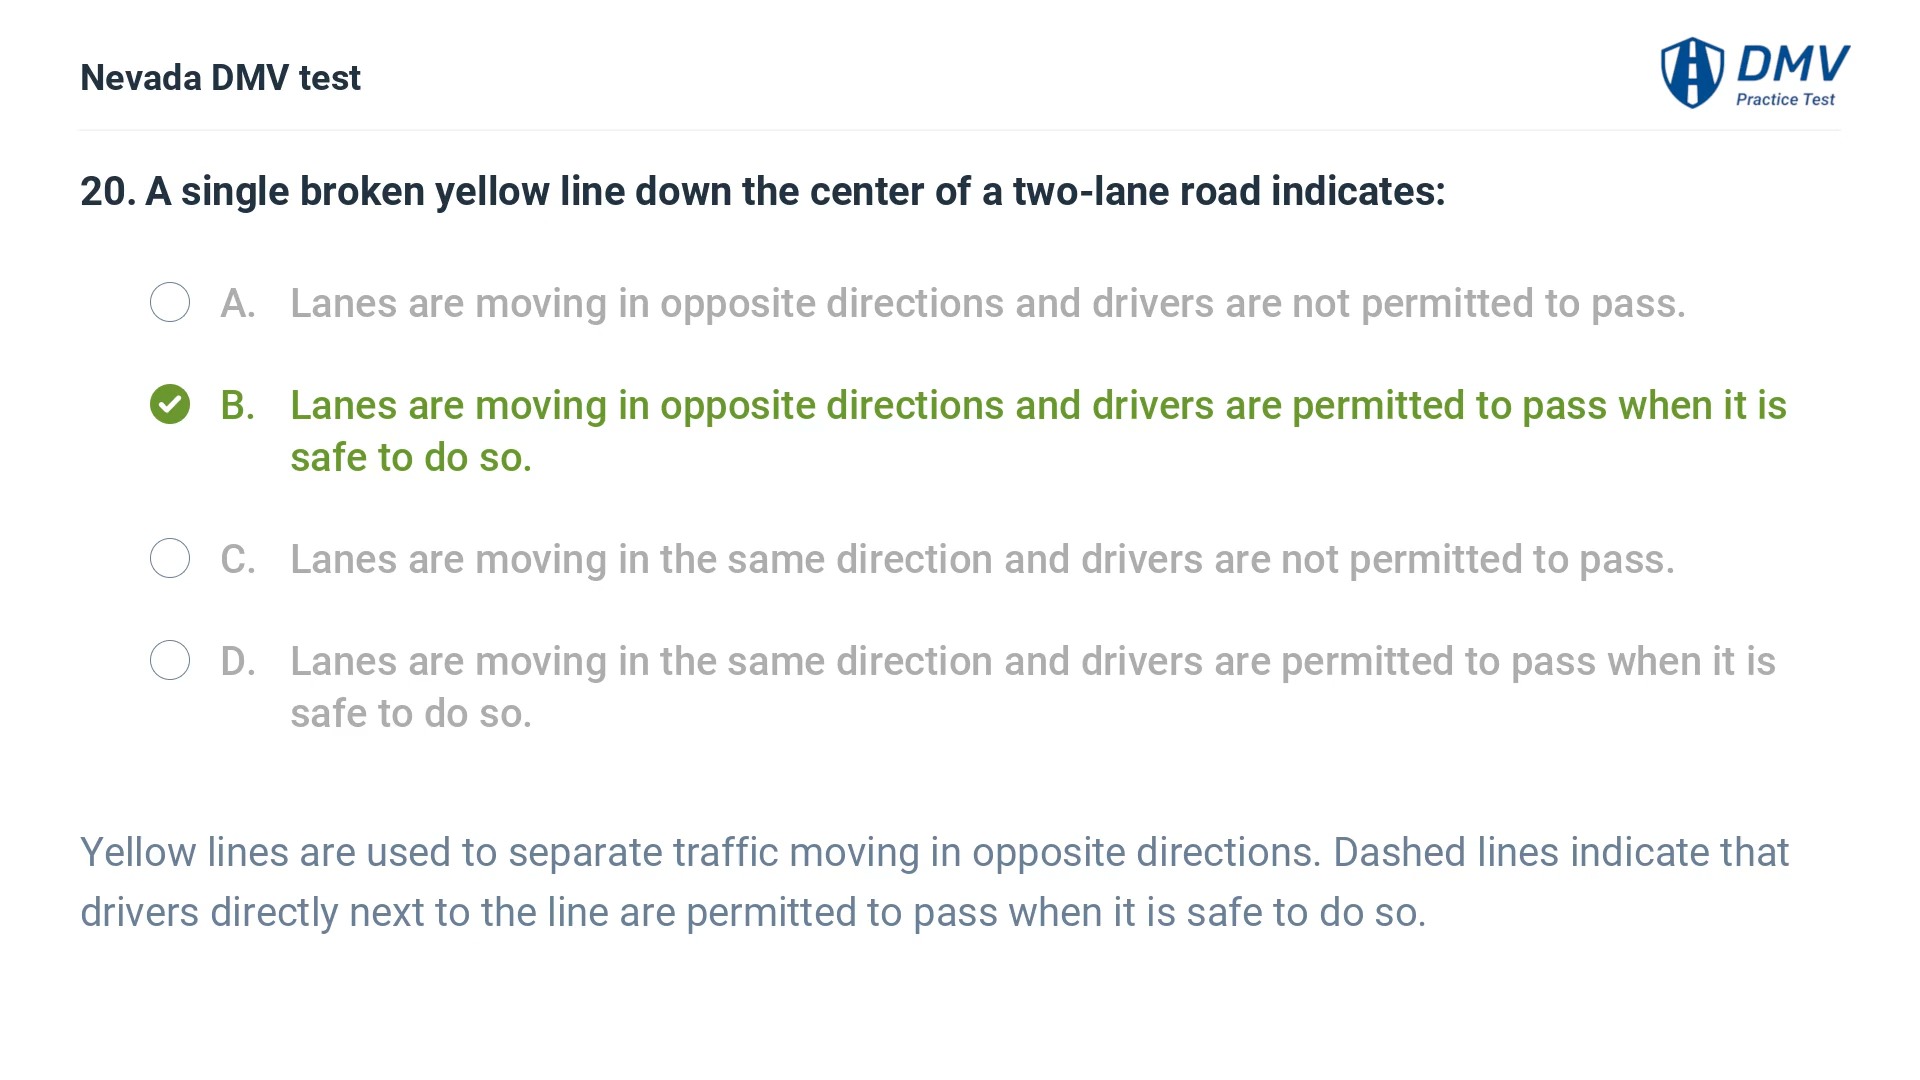 Nevada DMV test
DMV
Practice Test
20. A single broken yellow line down the center of a two-lane road indicates:
A. Lanes are moving in opposite directions and drivers are not permitted to pass.
B. Lanes are moving in opposite directions and drivers are permitted to pass when it is
safe to do so.
C. Lanes are moving in the same direction and drivers are not permitted to pass.
D. Lanes are moving in the same direction and drivers are permitted to pass when it is
safe to do so.
Yellow lines are used to separate traffic moving in opposite directions. Dashed lines indicate that
drivers directly next to the line are permitted to pass when it is safe to do so.